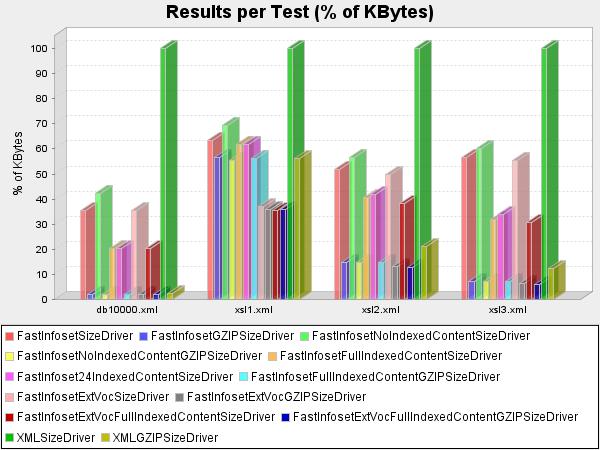 Results per Test (% of KBytes)
% of KBytes
100
90
80
70
60
50
40
30
20
10
0
db10000.xml xsl1.xml xsl2.xml xsl3.xml
FastInfosetSizeDriver FastInfosetGZIPSizeDriver FastInfosetNoIndexedContentSizeDriver
FastInfosetNoIndexedContentGZIPSizeDriver FastInfosetFullIndexedContentSizeDriver
FastInfoset24IndexedContentSizeDriver FastInfosetFullIndexedContentGZIPSizeDriver
FastInfosetExtVocSizeDriver FastInfosetExtVocGZIPSizeDriver
FastInfosetExtVocFullIndexedContentSizeDriver FastInfosetExtVocFullIndexedContentGZIPSizeDriver
XMLSizeDriver XMLGZIPSizeDriver